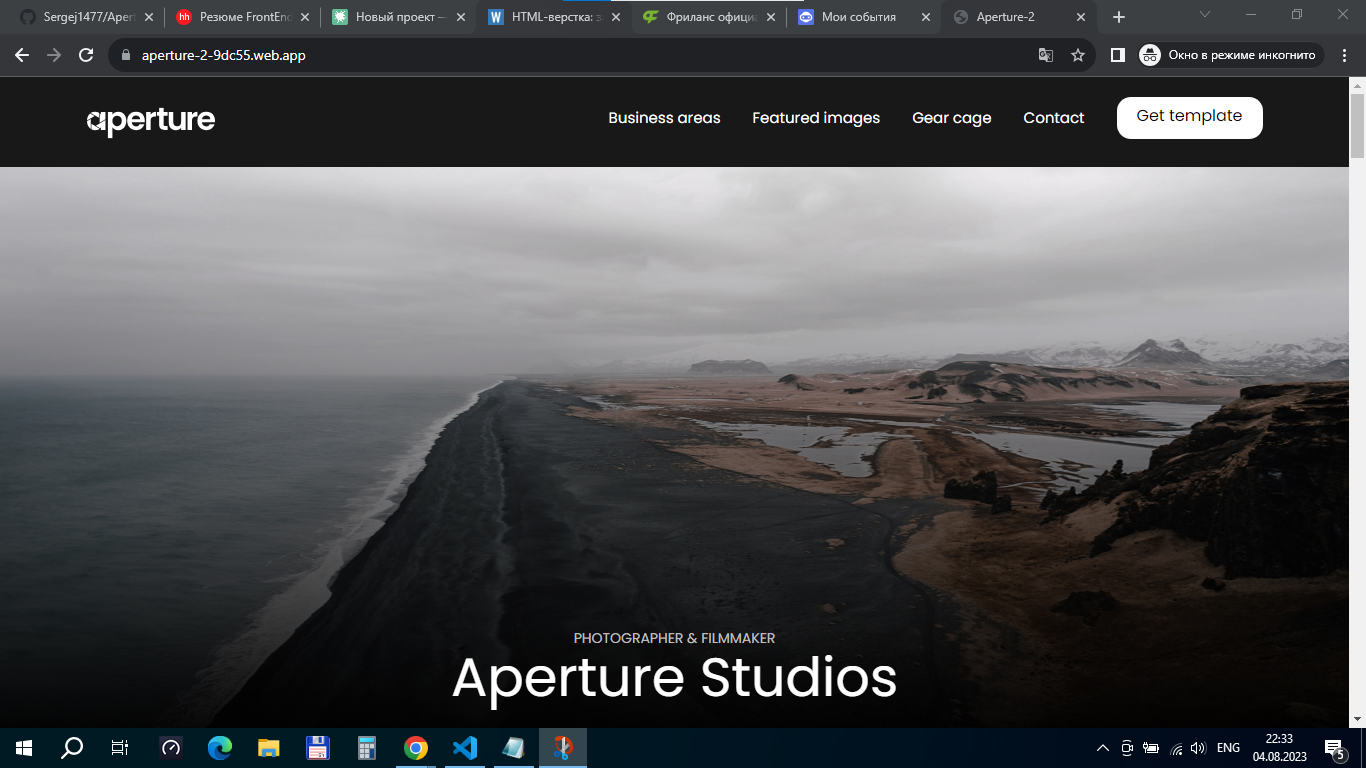 Sergej1477/Apert
Резюме FrontEnd
Новый проект —
HTML-верстка: з
Фриланс официа
Мои события
Aperture-2
aperture-2-9dc55.web.app
Окно в режиме инкогнито
aperture
Business areas
Featured images
Gear cage
Contact
Get template
PHOTOGRAPHER & FILMMAKER
Aperture Studios
ENG
22:33
04.08.2023
5